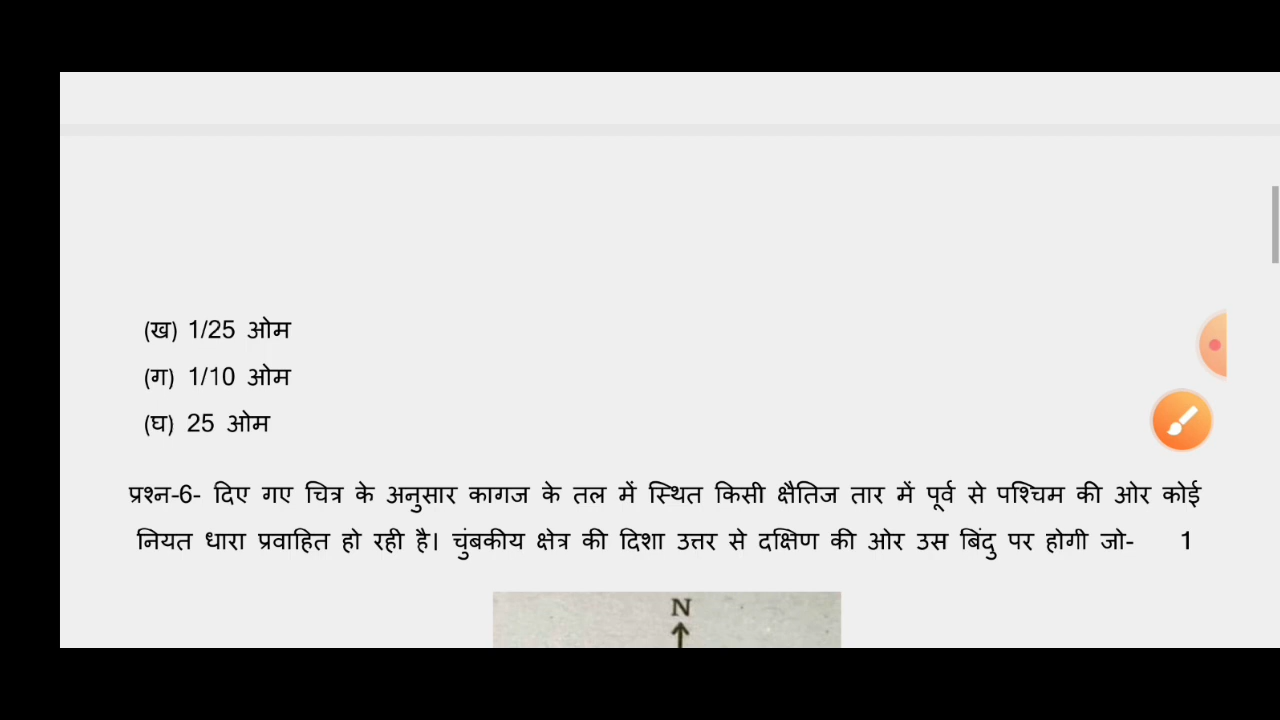 (ख) 1/25 ओम
(ग) 1/10 ओम
(घ) 25 ओम
प्रश्न-6- दिए गए चित्र के अनुसार कागज के तल में स्थित किसी क्षैतिज तार में पूर्व से पश्चिम की ओर कोई
नियत धारा प्रवाहित हो रही है। चुंबकीय क्षेत्र की दिशा उत्तर से दक्षिण की ओर उस बिंदु पर होगी जो- 1
N